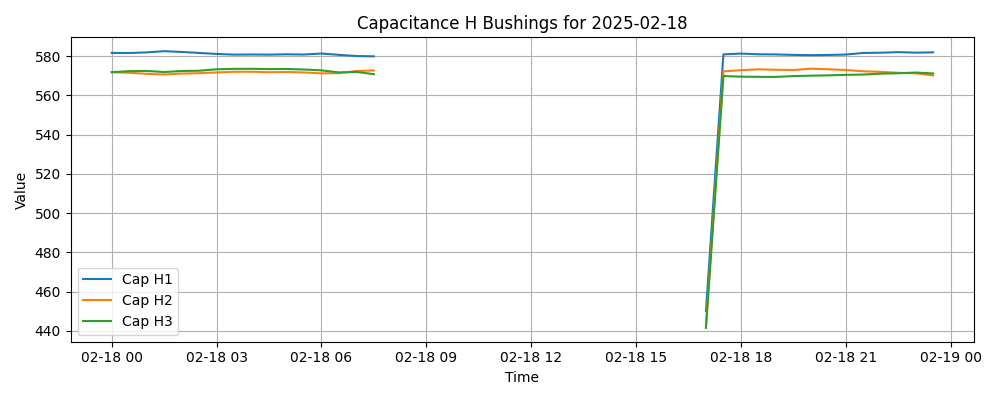 Capacitance H Bushings for 2025-02-18
Value
580
560
540
520
500
480
460
440
Cap H1
Cap H2
Cap H3
02-18 00 02-18 03 02-18 06 02-18 09 02-18 12 02-18 15 02-18 18 02-18 21 02-19 00
Time